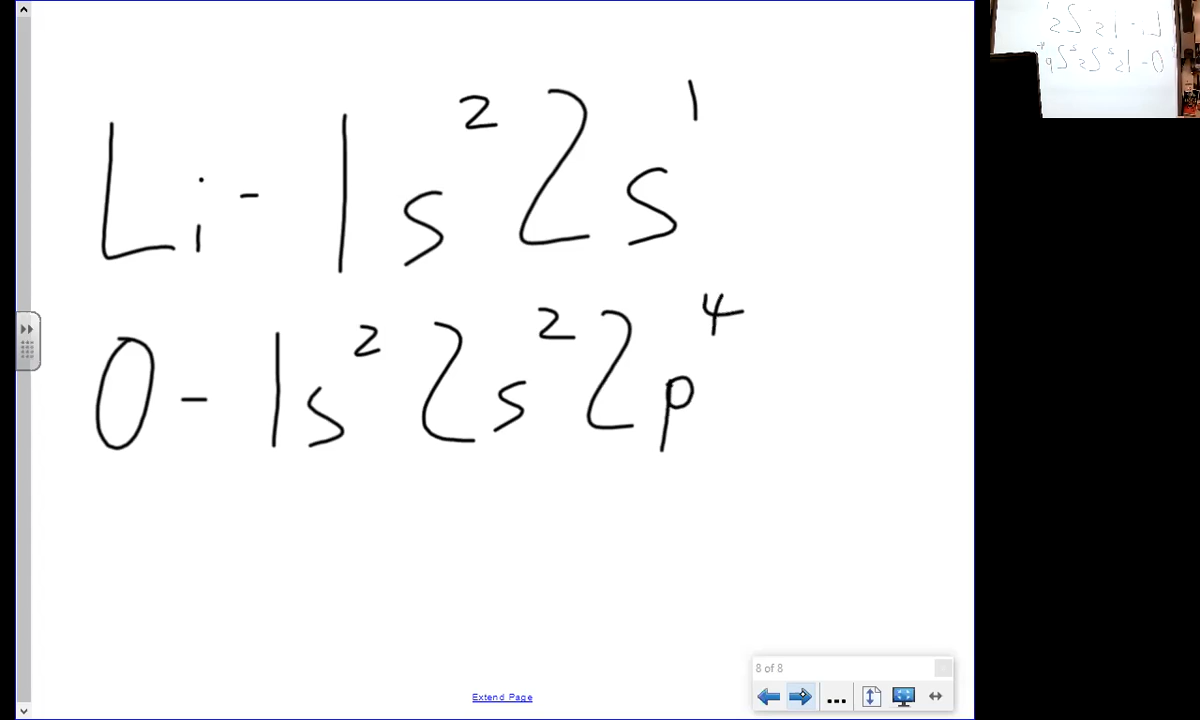 Li - 1s² 2s¹
O - 1s² 2s² 2p⁴
8 of 8
Extend Page